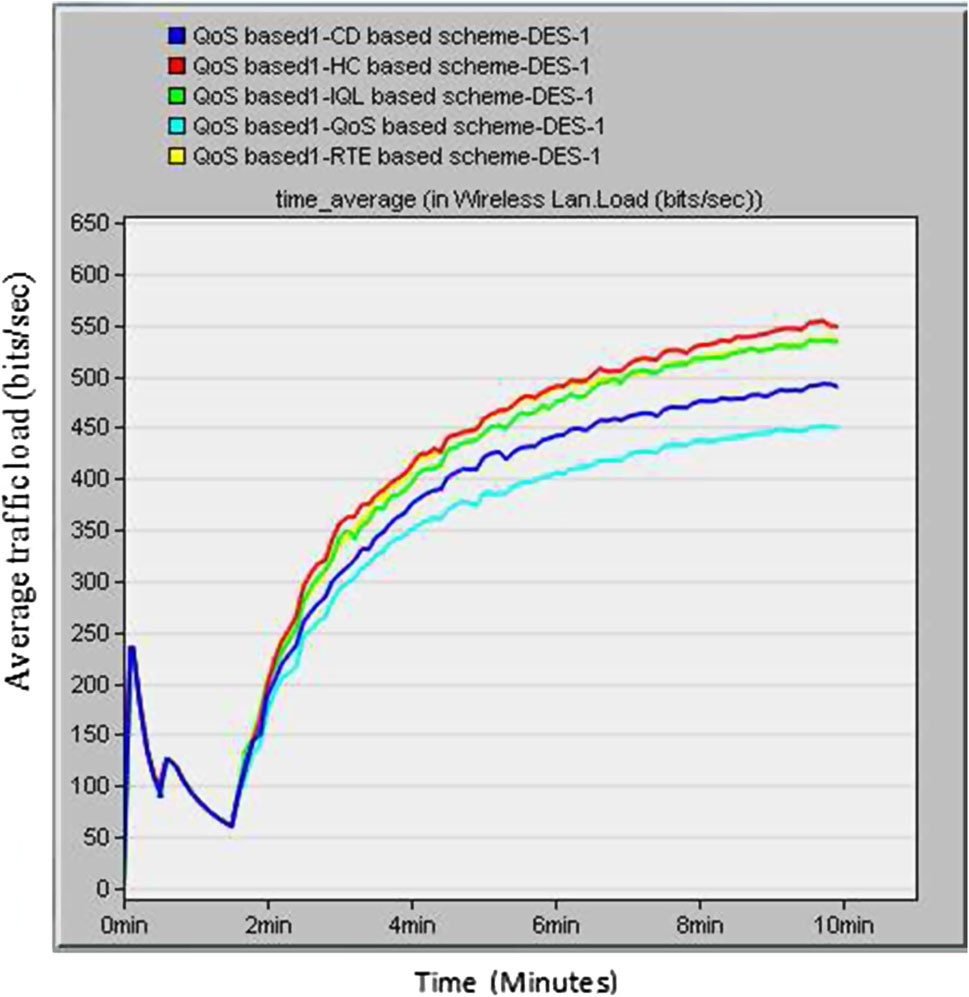 QoS based1-CD based scheme-DES-1
QoS based1-HC based scheme-DES-1
QoS based1-IQL based scheme-DES-1
QoS based1-QoS based scheme-DES-1
QoS based1-RTE based scheme-DES-1
time_average (in Wireless Lan.Load (bits/sec))
650
600
550
500
450
400
350
300
250
200
150
100
50
0
0min 2min 4min 6min 8min 10min
Average traffic load (bits/sec)
Time (Minutes)